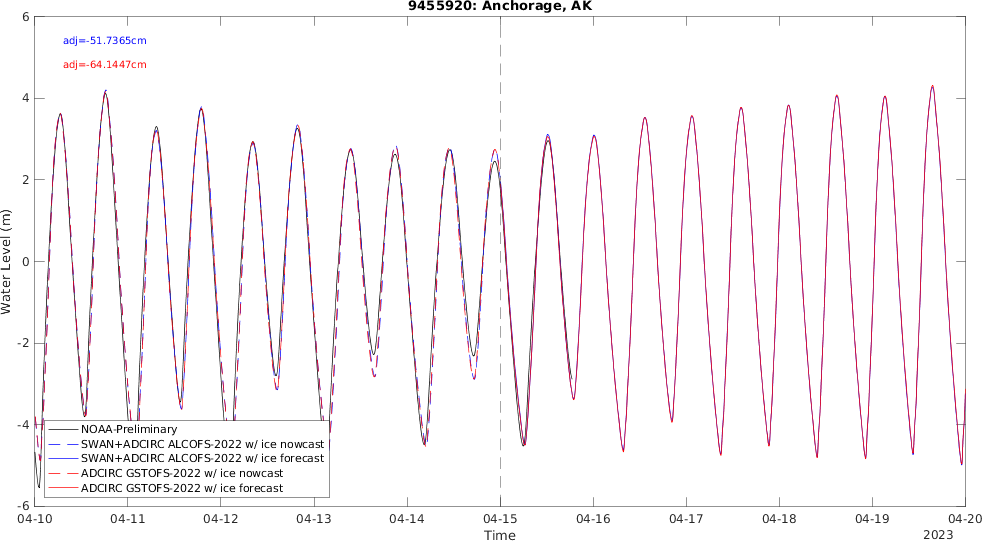 9455920: Anchorage, AK
adj=-51.7365cm
adj=-64.1447cm
6
4
2
0
-2
-4
-6
Water Level (m)
NOAA-Preliminary
SWAN+ADCIRC ALCOFS-2022 w/ ice nowcast
SWAN+ADCIRC ALCOFS-2022 w/ ice forecast
ADCIRC GSTOFS-2022 w/ ice nowcast
ADCIRC GSTOFS-2022 w/ ice forecast
04-10 04-11 04-12 04-13 04-14 04-15 04-16 04-17 04-18 04-19 04-20
Time
2023